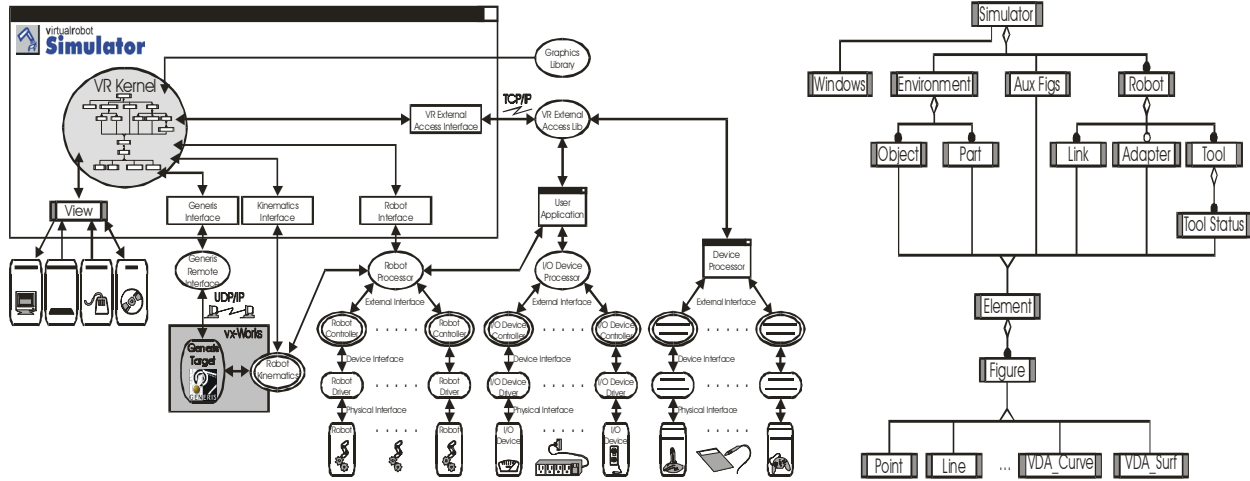 virtualrobot
Simulator
VR Kernel
Graphics
Library
VR External
Access Interface
TCP/IP
VR External
Access Lib.
View
Generis
Interface
Kinematics
Interface
Robot
Interface
User
Application
Generis
Remote
Interface
Robot
Processor
I/O Device
Processor
Device
Processor
UDP/IP
External Interface
External Interface
External Interface
vx-Works
Generis
Target
GENERIS
Robot
Kinematics
Robot
Controller
. . . . .
Robot
Controller
I/O Device
Controller
. . . . .
I/O Device
Controller
. . . . .
Device Interface
Device Interface
Device Interface
Robot
Driver
. . . . .
Robot
Driver
I/O Device
Driver
. . . . .
I/O Device
Driver
. . . . .
Physical Interface
Physical Interface
Physical Interface
Robot
. . . . .
Robot
I/O
Device
. . . . .
I/O
Device
. . . . .
Simulator
Windows
Environment
Aux Figs
Robot
Object
Part
Link
Adapter
Tool
Tool Status
Element
Figure
Point
Line
...
VDA_Curve
VDA_Surf